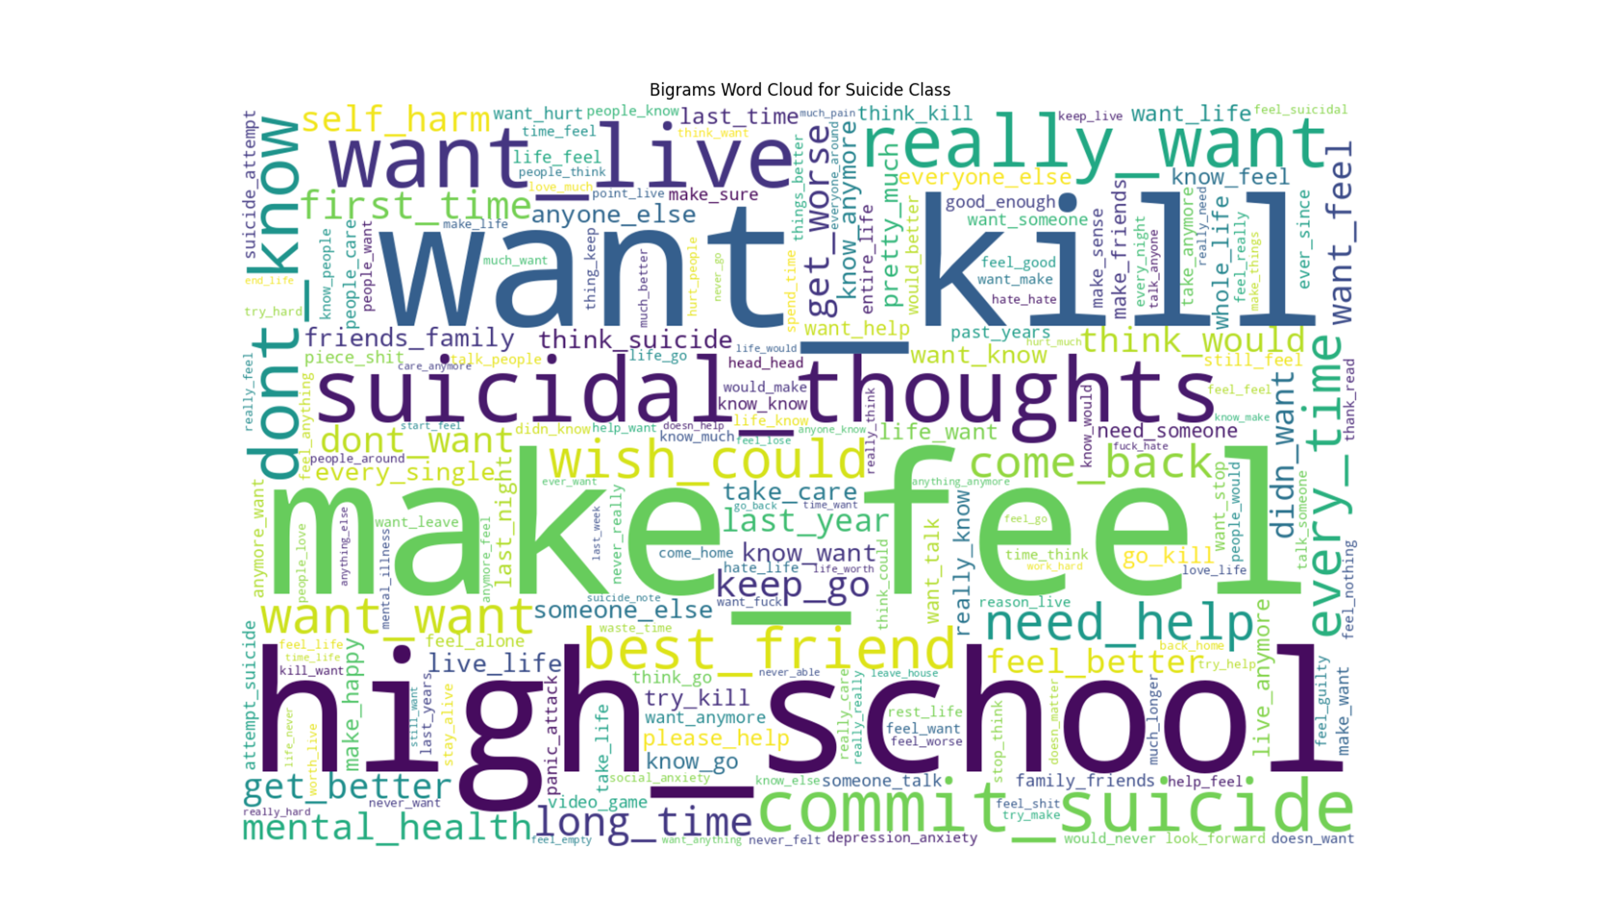 Bigrams Word Cloud for Suicide Class
suicide_attempt
self_harm
want_hurt
people_know
last_time
much_pain
think_kill
keep_live
want_life
feel_suicidal
dont_know
want_live
time_feel
think_want
life_feel
people_think
love_much
point_live
make_sure
get_worse
things_better
everyone_around
know_anymore
really_want
everyone_else
know_feel
want_feel
first_time
anyone_else
make_life
want_kill
entire_life
pretty_much
would_better
good_enough
want_someone
make_sense
make_friends
every_night
talk_anyone
take_anymore
really_need
whole_life
feel_really
make_things
ever_since
know_people
people_care
people_want
much_want
thing_keep
much_better
hurt_people
never_go
spend_time
feel_good
want_make
hate_hate
end_life
try_hard
friends_family
think_suicide
want_help
past_years
hurt_much
think_would
life_would
want_know
still_feel
every_time
really_feel
piece_shit
talk_people
life_go
care_anymore
head_head
suicidal_thoughts
would_make
know_know
feel_feel
thank_read
feel_anything
start_feel
didn_know
help_want
doesn_help
life_know
anyone_know
know_much
feel_lose
really_think
life_want
know_would
need_someone
know_make
fuck_hate
didn_want
dont_want
people_around
every_single
wish_could
come_back
anything_anymore
make_feel
ever_want
take_care
go_back
time_want
last_year
anymore_want
people_love
anything_else
want_leave
mental_illness
anymore_feel
last_night
last_week
never_really
come_home
know_want
hate_life
life_worth
keep_go
think_could
want_talk
really_know
feel_go
time_think
work_hard
go_kill
love_life
want_stop
people_would
talk_someone
feel_nothing
suicide_note
want_fuck
want_want
someone_else
reason_live
need_help
waste_time
best_friend
feel_alone
feel_life
time_life
kill_want
live_life
back_home
feel_better
try_help
attempt_suicide
high_school
think_go
never_able
leave_house
try_kill
want_anymore
please_help
know_go
really_care
really_really
rest_life
feel_want
feel_worse
stop_think
doesn_matter
much_longer
live_anymore
feel_guilty
make_want
life_never
worth_live
make_happy
still_want
last_years
stay_alive
panic_attack
take_life
social_anxiety
know_else
someone_talk
family_friends
help_feel
get_better
never_want
video_game
commit_suicide
feel_shit
try_make
really_hard
mental_health
long_time
feel_empty
want_anything
never_felt
depression_anxiety
would_never
look_forward
doesn_want